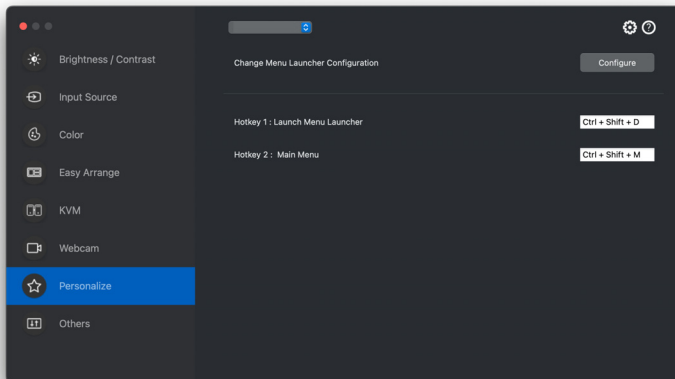 Brightness / Contrast
Input Source
Color
Easy Arrange
KVM
Webcam
Personalize
Others
Change Menu Launcher Configuration
Configure
Hotkey 1 : Launch Menu Launcher
Ctrl + Shift + D
Hotkey 2 : Main Menu
Ctrl + Shift + M